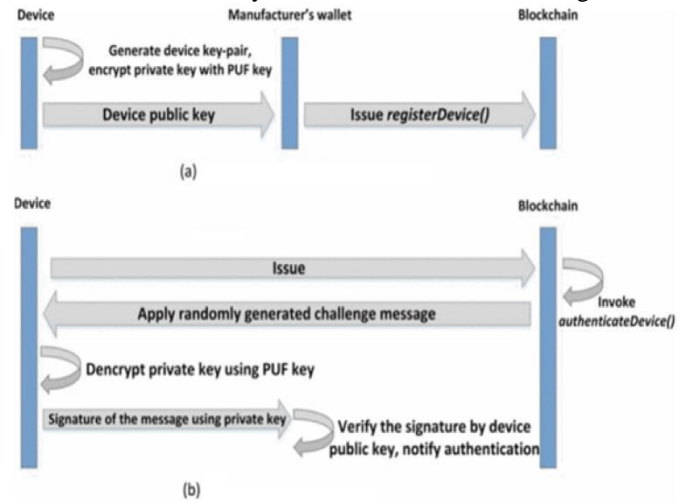 Device Manufacturer's wallet Blockchain
Generate device key-pair,
encrypt private key with PUF key
Device public key
Issue registerDevice()
(a)
Device Blockchain
Issue
Invoke
authenticateDevice()
Apply randomly generated challenge message
Dencrypt private key using PUF key
Signature of the message using private key
Verify the signature by device
public key, notify authentication
(b)